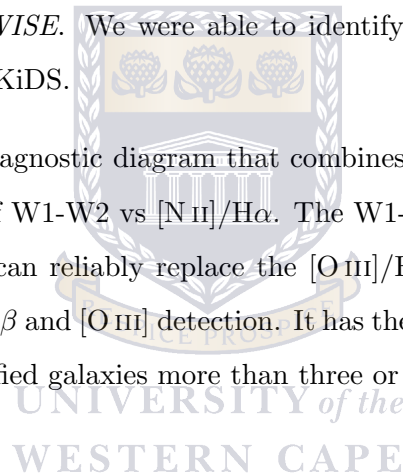 WISE. We were able to identify
KiDS.
agnostic diagram that combines
f W1-W2 vs [N II]/Hα. The W1-
can reliably replace the [O III]/H
β and [O III] detection. It has the
fied galaxies more than three or
UNIVERSITY of the
WESTERN CAPE